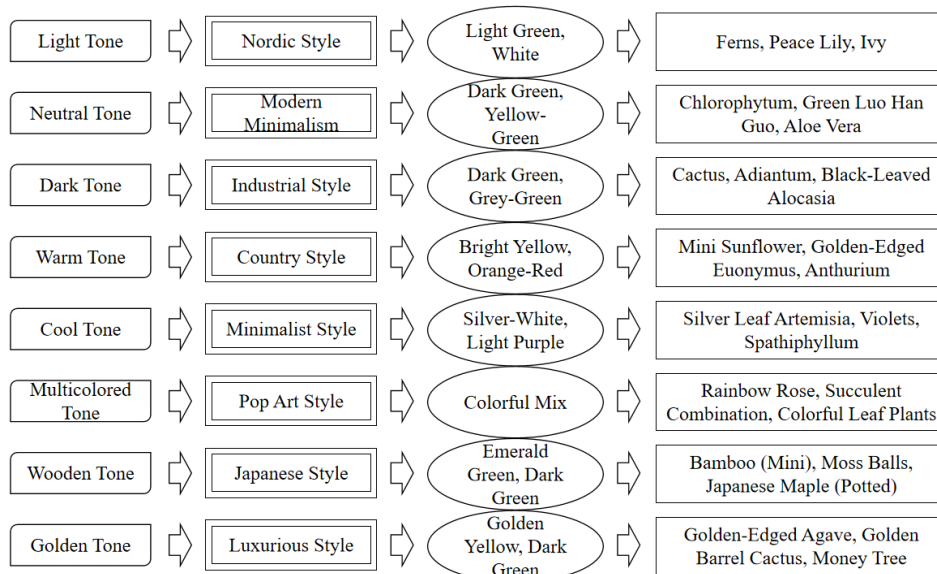 Light Tone
Nordic Style
Light Green,
White
Ferns, Peace Lily, Ivy
Neutral Tone
Modern
Minimalism
Dark Green,
Yellow-
Green
Chlorophytum, Green Luo Han
Guo, Aloe Vera
Dark Tone
Industrial Style
Dark Green,
Grey-Green
Cactus, Adiantum, Black-Leaved
Alocasia
Warm Tone
Country Style
Bright Yellow,
Orange-Red
Mini Sunflower, Golden-Edged
Euonymus, Anthurium
Cool Tone
Minimalist Style
Silver-White,
Light Purple
Silver Leaf Artemisia, Violets,
Spathiphyllum
Multicolored
Tone
Pop Art Style
Colorful Mix
Rainbow Rose, Succulent
Combination, Colorful Leaf Plants
Wooden Tone
Japanese Style
Emerald
Green, Dark
Green
Bamboo (Mini), Moss Balls,
Japanese Maple (Potted)
Golden Tone
Luxurious Style
Golden
Yellow, Dark
Green
Golden-Edged Agave, Golden
Barrel Cactus, Money Tree